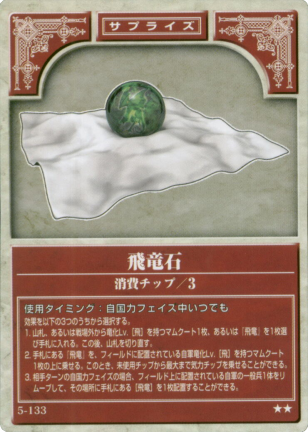 サプライズ
飛竜石
消費チップ／3
使用タイミング：自国力フェイス中いつでも
効果を以下の3つのうちから選択する。
1. 山札、あるいは戦場外から竜化Lv.［飛］を持つマムクート1枚、あるいは［飛竜］を1枚選
び手札に入れる。この後、山札を切り直す。
2. 手札にある［飛竜］を、フィールドに配置されている自軍竜化Lv.［飛］を持つマムクート
1枚の上に乗せる。このとき、未使用チップから最大まで気力チップを乗せることができる。
3. 相手ターンの自国力フェイズの場合、フィールド上に配置されている自軍の一般兵1体をリ
ムーブして、その場所に手札にある［飛竜］を1枚配置することができる。
5-133
★★